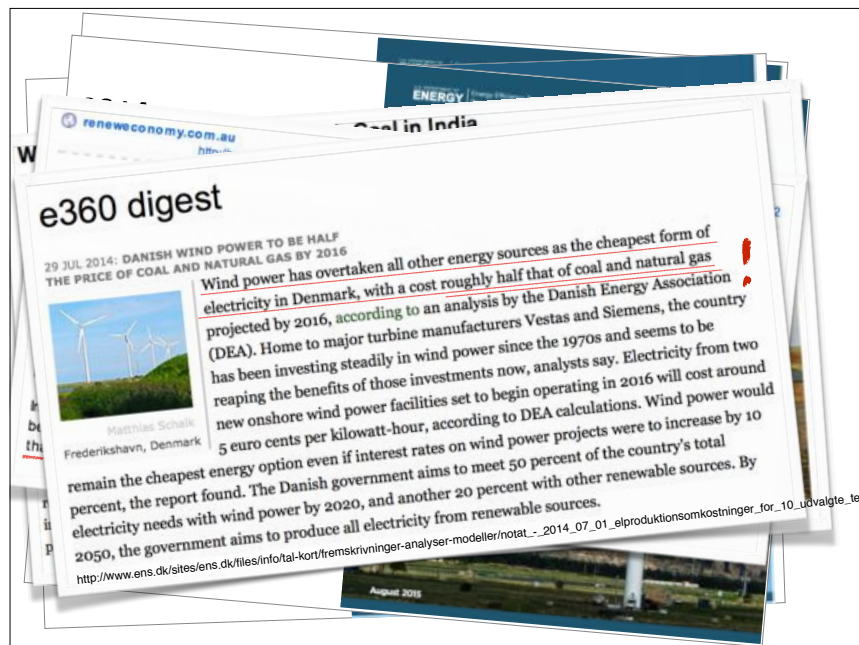 ENERGY
reneweconomy.com.au
Coal in India
W
e360 digest
29 JUL 2014: DANISH WIND POWER TO BE HALF
THE PRICE OF COAL AND NATURAL GAS BY 2016
Wind power has overtaken all other energy sources as the cheapest form of
electricity in Denmark, with a cost roughly half that of coal and natural gas
projected by 2016, according to an analysis by the Danish Energy Association
(DEA). Home to major turbine manufacturers Vestas and Siemens, the country
has been investing steadily in wind power since the 1970s and seems to be
reaping the benefits of those investments now, analysts say. Electricity from two
new onshore wind power facilities set to begin operating in 2016 will cost around
5 euro cents per kilowatt-hour, according to DEA calculations. Wind power would
Matthias Schalk
Frederikshavn, Denmark
remain the cheapest energy option even if interest rates on wind power projects were to increase by 10
percent, the report found. The Danish government aims to meet 50 percent of the country's total
electricity needs with wind power by 2020, and another 20 percent with other renewable sources. By
2050, the government aims to produce all electricity from renewable sources.
http://www.ens.dk/sites/ens.dk/files/info/tal-kort/fremskrivninger-analyser-modeller/notat_-_2014_07_01_elproduktionsomkostninger_for_10_udvalgte_te
!
August 2015